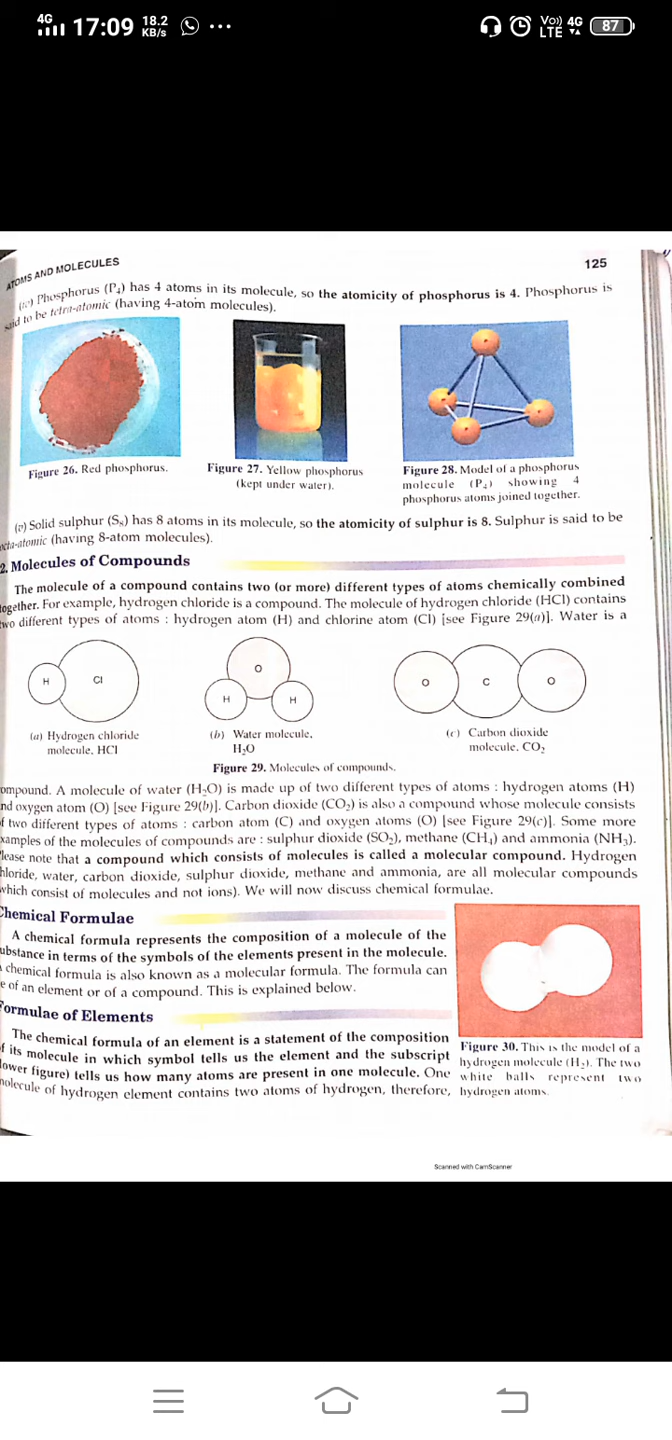 4G 17:09 18.2 KB/s ... Vo)) LTE 4G 87
ATOMS AND MOLECULES 125
(iv) Phosphorus (P₄) has 4 atoms in its molecule, so the atomicity of phosphorus is 4. Phosphorus is
said to be tetra-atomic (having 4-atom molecules).
Figure 26. Red phosphorus.
Figure 27. Yellow phosphorus
(kept under water).
Figure 28. Model of a phosphorus
molecule (P₄) showing 4
phosphorus atoms joined together.
(v) Solid sulphur (S₈) has 8 atoms in its molecule, so the atomicity of sulphur is 8. Sulphur is said to be
octa-atomic (having 8-atom molecules).
2. Molecules of Compounds
The molecule of a compound contains two (or more) different types of atoms chemically combined
together. For example, hydrogen chloride is a compound. The molecule of hydrogen chloride (HCl) contains
two different types of atoms : hydrogen atom (H) and chlorine atom (Cl) [see Figure 29(a)]. Water is a
H Cl
O
H H
O C O
(a) Hydrogen chloride
molecule, HCl
(b) Water molecule,
H₂O
(c) Carbon dioxide
molecule, CO₂
Figure 29. Molecules of compounds.
ompound. A molecule of water (H₂O) is made up of two different types of atoms : hydrogen atoms (H)
nd oxygen atom (O) [see Figure 29(b)]. Carbon dioxide (CO₂) is also a compound whose molecule consists
f two different types of atoms : carbon atom (C) and oxygen atoms (O) [see Figure 29(c)]. Some more
xamples of the molecules of compounds are : sulphur dioxide (SO₂), methane (CH₄) and ammonia (NH₃).
lease note that a compound which consists of molecules is called a molecular compound. Hydrogen
hloride, water, carbon dioxide, sulphur dioxide, methane and ammonia, are all molecular compounds
which consist of molecules and not ions). We will now discuss chemical formulae.
Chemical Formulae
A chemical formula represents the composition of a molecule of the
ubstance in terms of the symbols of the elements present in the molecule.
chemical formula is also known as a molecular formula. The formula can
e of an element or of a compound. This is explained below.
Formulae of Elements
The chemical formula of an element is a statement of the composition
f its molecule in which symbol tells us the element and the subscript
lower figure) tells us how many atoms are present in one molecule. One
molecule of hydrogen element contains two atoms of hydrogen, therefore,
Figure 30. This is the model of a
hydrogen molecule (H₂). The two
white balls represent two
hydrogen atoms.
Scanned with CamScanner